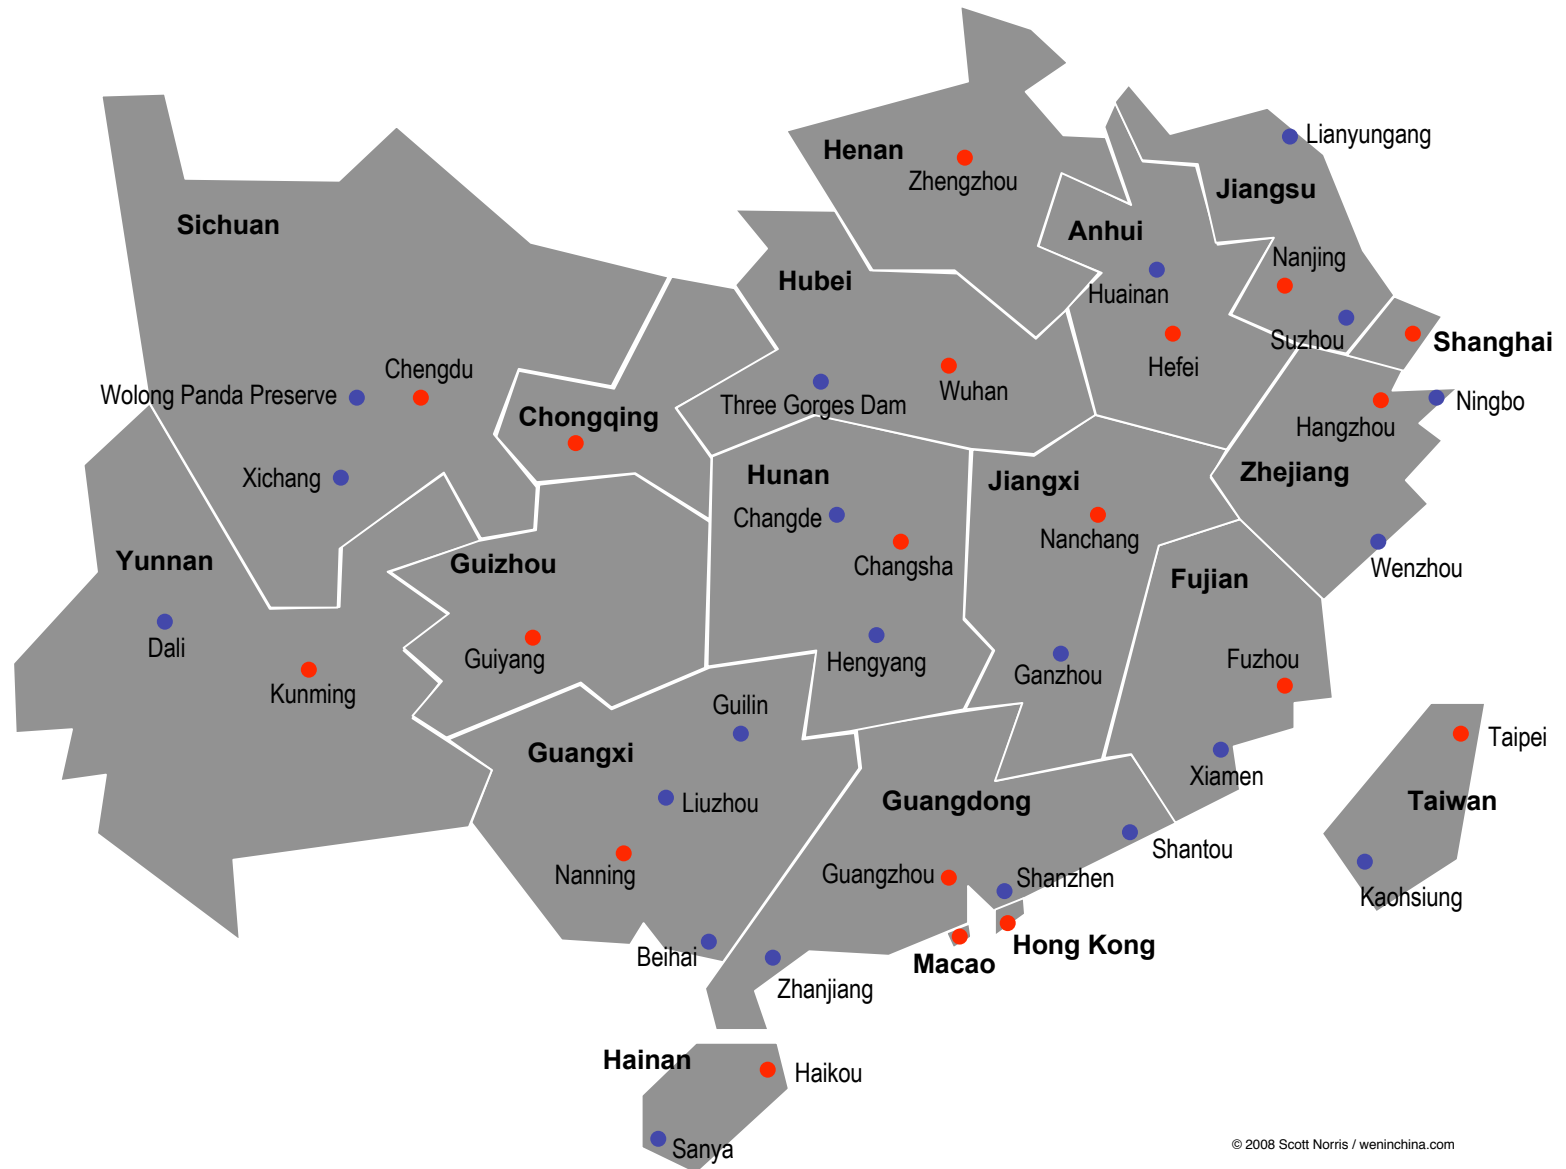 Lianyungang
Henan
Zhengzhou
Jiangsu
Sichuan
Anhui
Nanjing
Hubei
Huainan
Suzhou
Shanghai
Hefei
Chengdu
Wolong Panda Preserve
Three Gorges Dam
Wuhan
Ningbo
Chongqing
Hangzhou
Xichang
Hunan
Jiangxi
Zhejiang
Changde
Nanchang
Yunnan
Guizhou
Changsha
Wenzhou
Fujian
Dali
Guiyang
Hengyang
Ganzhou
Fuzhou
Kunming
Guilin
Taipei
Guangxi
Xiamen
Liuzhou
Guangdong
Taiwan
Shantou
Nanning
Guangzhou
Shanzhen
Kaohsiung
Beihai
Macao
Hong Kong
Zhanjiang
Hainan
Haikou
Sanya
© 2008 Scott Norris / weninchina.com